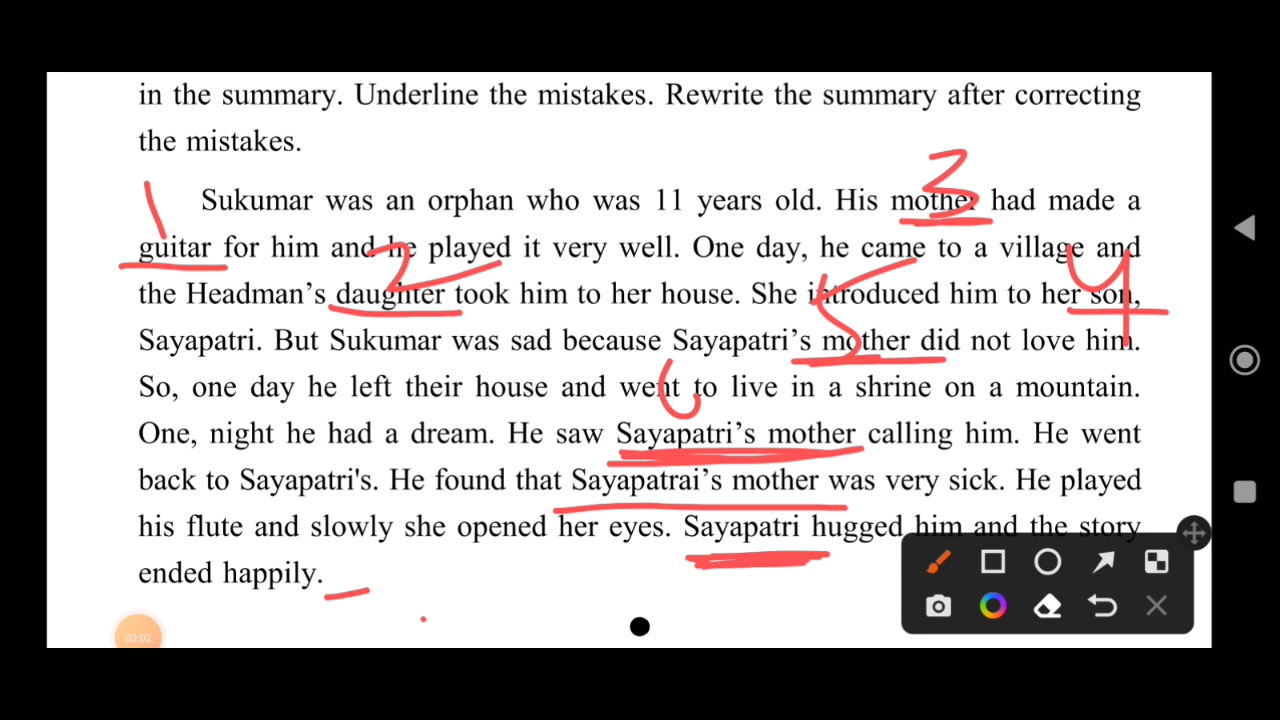 in the summary. Underline the mistakes. Rewrite the summary after correcting
the mistakes.
3
1
Sukumar was an orphan who was 11 years old. His mother had made a
guitar for him and he played it very well. One day, he came to a village and
2
4
the Headman's daughter took him to her house. She introduced him to her son,
5
Sayapatri. But Sukumar was sad because Sayapatri's mother did not love him.
So, one day he left their house and went to live in a shrine on a mountain.
6
One, night he had a dream. He saw Sayapatri's mother calling him. He went
back to Sayapatri's. He found that Sayapatrai's mother was very sick. He played
his flute and slowly she opened her eyes. Sayapatri hugged him and the story
ended happily.
03:02